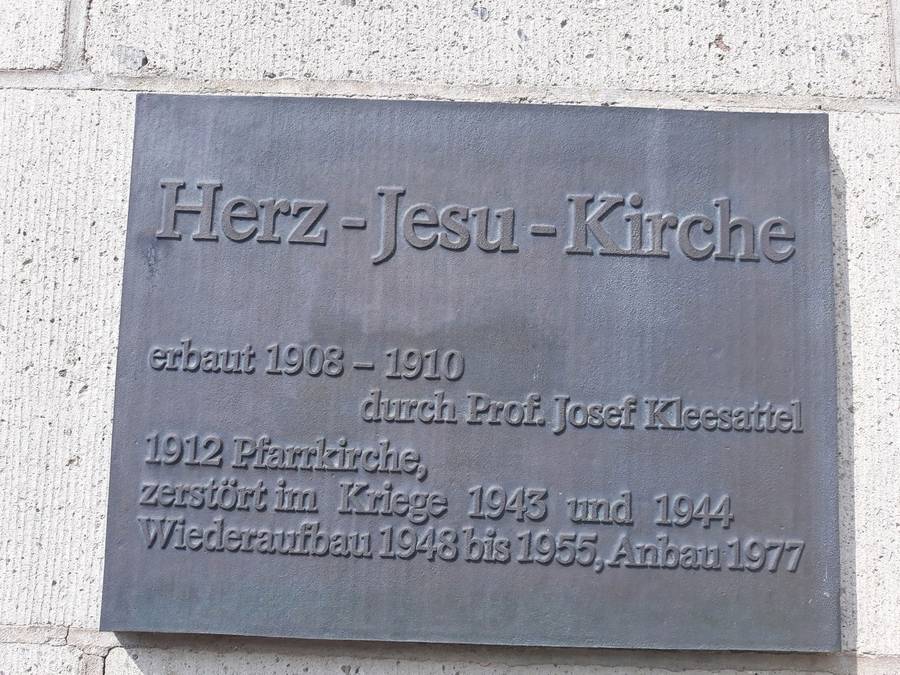 Herz-Jesu-Kirche
erbaut 1908 – 1910
durch Prof. Josef Kleesattel
1912 Pfarrkirche,
zerstört im Kriege 1943 und 1944
Wiederaufbau 1948 bis 1955, Anbau 1977